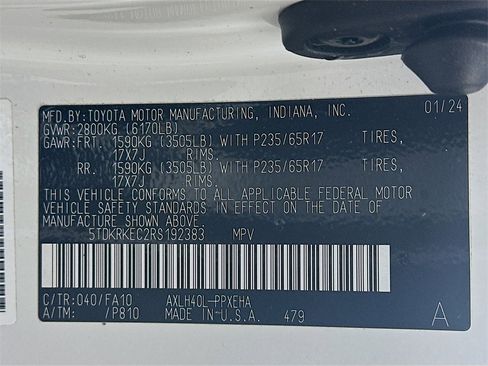 MFD.BY:TOYOTA MOTOR MANUFACTURING, INDIANA, INC. 01/24
GVWR:2800KG (6170LB)
GAWR:FRT. 1590KG (3505LB) WITH P235/65R17 TIRES,
17X7J RIMS.
RR. 1590KG (3505LB) WITH P235/65R17 TIRES,
17X7J RIMS.
THIS VEHICLE CONFORMS TO ALL APPLICABLE FEDERAL MOTOR
VEHICLE SAFETY STANDARDS IN EFFECT ON THE DATE OF
MANUFACTURE SHOWN ABOVE.
5TDKRKEC2RS192383 MPV
C/TR:040/FA10 AXLH40L-PPXEHA
A/TM: /P810 MADE IN U.S.A. 479 A